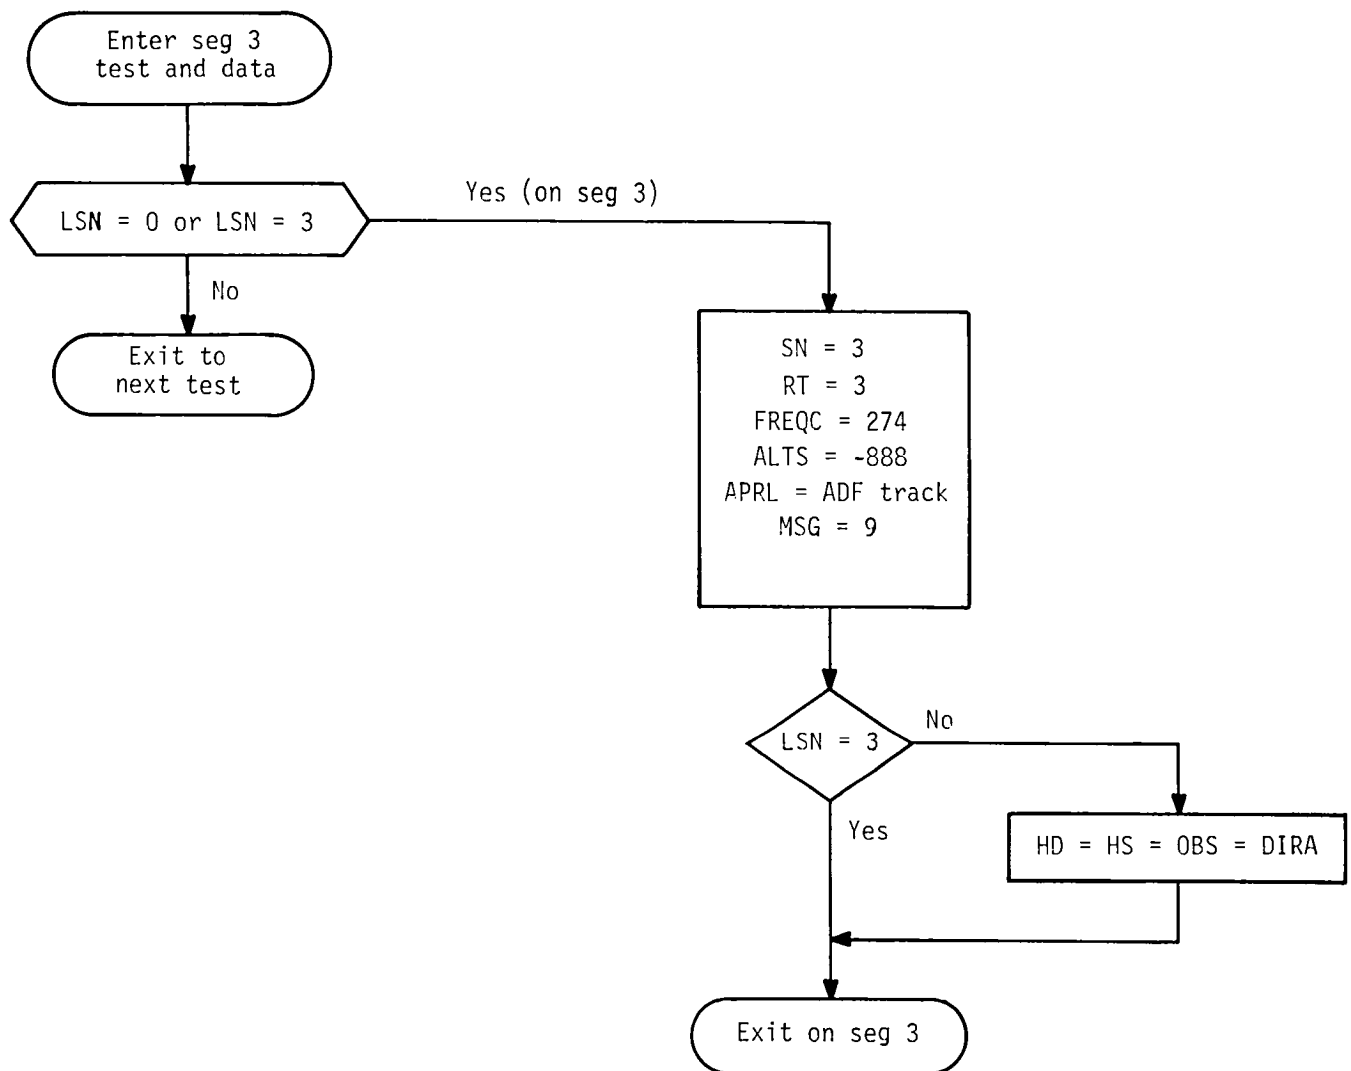 Enter seg 3
test and data
LSN = 0 or LSN = 3
Yes (on seg 3)
No
Exit to
next test
SN = 3
RT = 3
FREQC = 274
ALTS = -888
APRL = ADF track
MSG = 9
LSN = 3
No
Yes
HD = HS = OBS = DIRA
Exit on seg 3